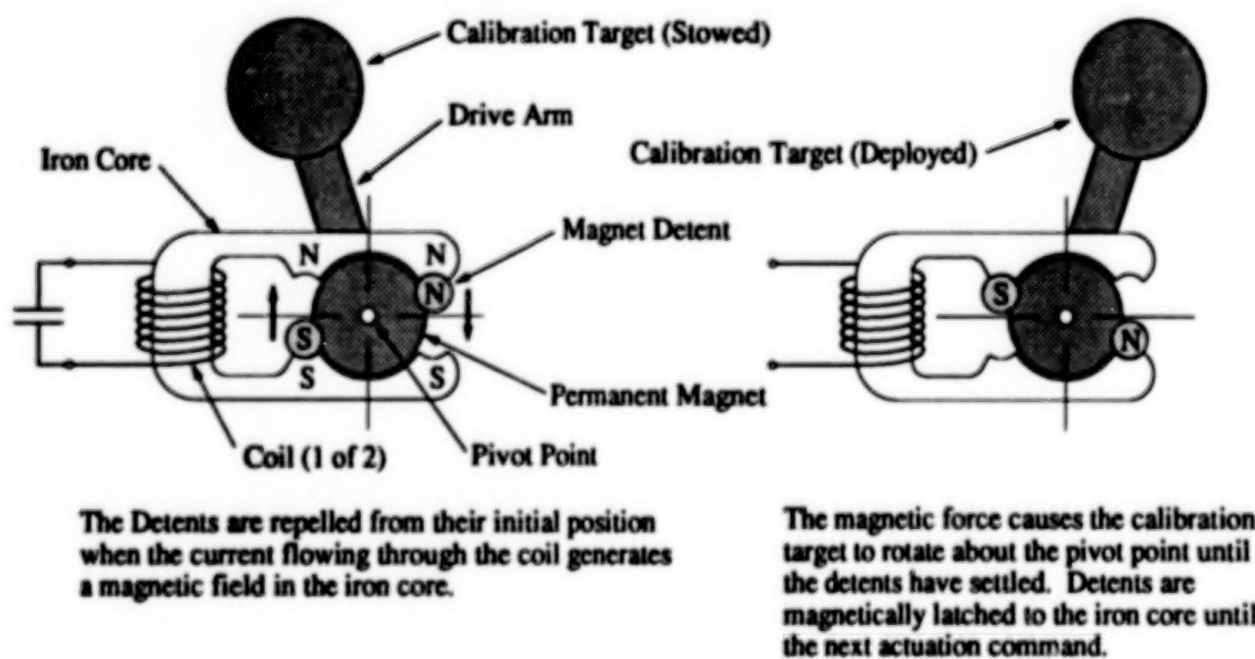 Calibration Target (Stowed)
Drive Arm
Iron Core
Calibration Target (Deployed)
Magnet Detent
N N
N
S
S S
Permanent Magnet
Coil (1 of 2)
Pivot Point
S
N
The Detents are repelled from their initial position
when the current flowing through the coil generates
a magnetic field in the iron core.
The magnetic force causes the calibration
target to rotate about the pivot point until
the detents have settled. Detents are
magnetically latched to the iron core until
the next actuation command.